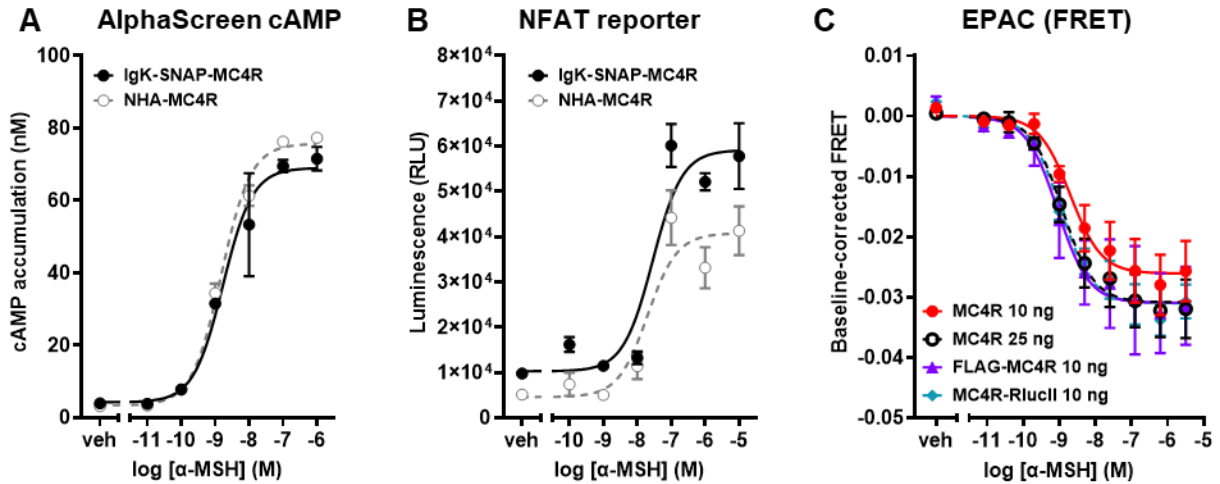 A
AlphaScreen cAMP
cAMP accumulation (nM)
100
80
60
40
20
0
IgK-SNAP-MC4R
NHA-MC4R
veh -11 -10 -9 -8 -7 -6
log [α-MSH] (M)
B
NFAT reporter
Luminescence (RLU)
8×10⁴
7×10⁴
6×10⁴
5×10⁴
4×10⁴
3×10⁴
2×10⁴
1×10⁴
0
IgK-SNAP-MC4R
NHA-MC4R
veh -10 -9 -8 -7 -6 -5
log [α-MSH] (M)
C
EPAC (FRET)
Baseline-corrected FRET
0.01
0.00
-0.01
-0.02
-0.03
-0.04
-0.05
MC4R 10 ng
MC4R 25 ng
FLAG-MC4R 10 ng
MC4R-RlucII 10 ng
veh -11 -10 -9 -8 -7 -6 -5
log [α-MSH] (M)